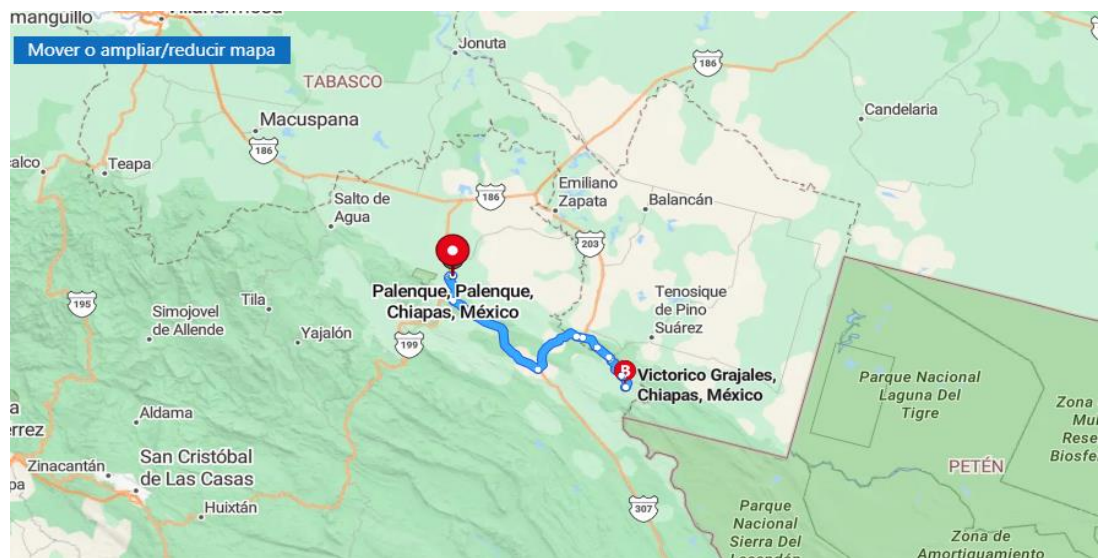 manguillo
Villahermosa
Mover o ampliar/reducir mapa
Jonuta
186
TABASCO
Candelaria
Macuspana
186
Teapa
Emiliano
Zapata
186
Salto de
Agua
Balancán
203
Palenque, Palenque,
Chiapas, México
Tenosique
de Pino
Suárez
195
Simojovel
de Allende
Tila
Yajalón
199
B
Victorico Grajales,
Chiapas, México
Parque Nacional
Laguna Del
Tigre
Aldama
San Cristóbal
de Las Casas
Zinacantán
Huixtán
307
PETÉN
Parque
Nacional
Sierra Del
Zona de
Amortiguamiento